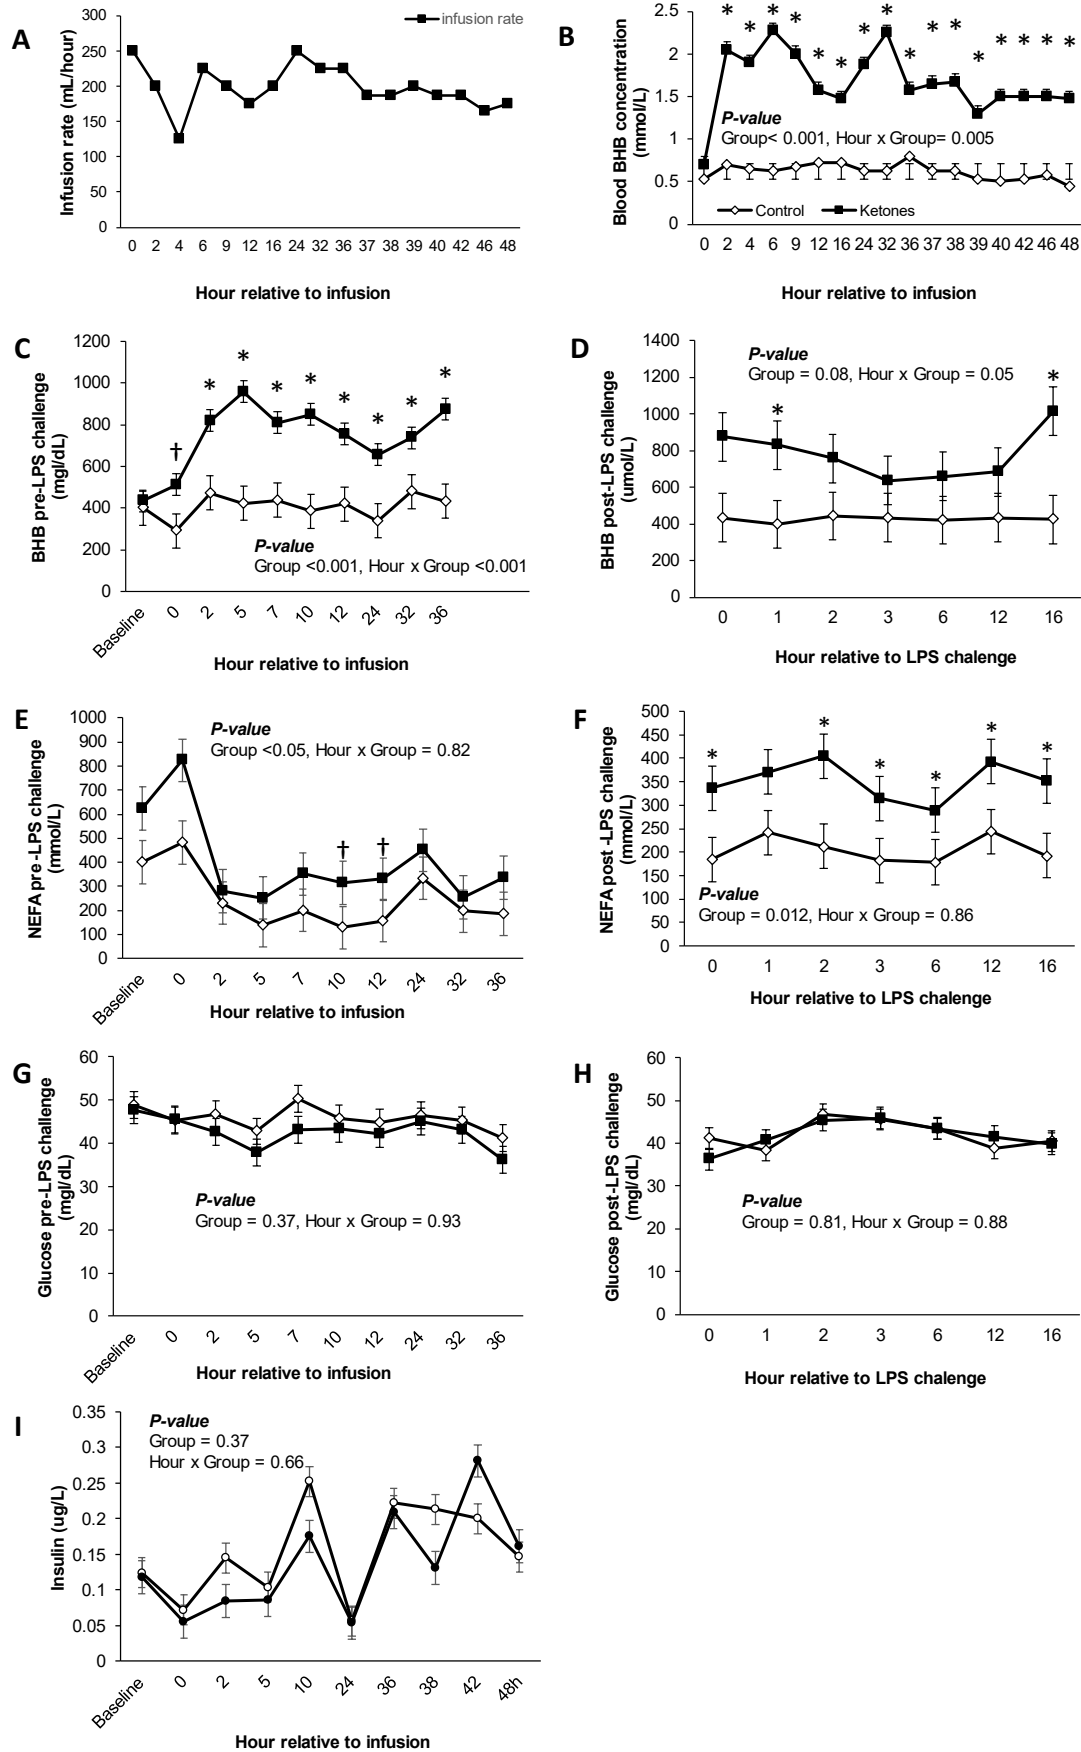 A
infusion rate
300
250
200
150
100
50
0
Infusion rate (mL/hour)
0 2 4 6 9 12 16 24 32 36 37 38 39 40 42 46 48
Hour relative to infusion
B
2.5
2
1.5
1
0.5
0
Blood BHB concentration
(mmol/L)
* * * * * * * * * * * * * * * *
P-value
Group< 0.001, Hour x Group= 0.005
Control Ketones
0 2 4 6 9 12 16 24 32 36 37 38 39 40 42 46 48
Hour relative to infusion
C
1200
1000
800
600
400
200
0
BHB pre-LPS challenge
(mgl/dL)
† * * * * * * * *
P-value
Group <0.001, Hour x Group <0.001
Baseline 0 2 5 7 10 12 24 32 36
Hour relative to infusion
D
1400
1200
1000
800
600
400
200
0
BHB post-LPS challenge
(umol/L)
P-value
Group = 0.08, Hour x Group = 0.05
* *
0 1 2 3 6 12 16
Hour relative to LPS chalenge
E
1000
900
800
700
600
500
400
300
200
100
0
NEFA pre-LPS challenge
(mmol/L)
P-value
Group <0.05, Hour x Group = 0.82
† †
Baseline 0 2 5 7 10 12 24 32 36
Hour relative to infusion
F
500
450
400
350
300
250
200
150
100
50
0
NEFA post-LPS challenge
(mmol/L)
* * * * * *
P-value
Group = 0.012, Hour x Group = 0.86
0 1 2 3 6 12 16
Hour relative to LPS chalenge
G
60
50
40
30
20
10
0
Glucose pre-LPS challenge
(mgl/dL)
P-value
Group = 0.37, Hour x Group = 0.93
Baseline 0 2 5 7 10 12 24 32 36
Hour relative to infusion
H
60
50
40
30
20
10
0
Glucose post-LPS challenge
(mgl/dL)
P-value
Group = 0.81, Hour x Group = 0.88
0 1 2 3 6 12 16
Hour relative to LPS chalenge
I
0.35
0.3
0.25
0.2
0.15
0.1
0.05
0
Insulin (ug/L)
P-value
Group = 0.37
Hour x Group = 0.66
Baseline 0 2 5 10 24 36 38 42 48h
Hour relative to infusion